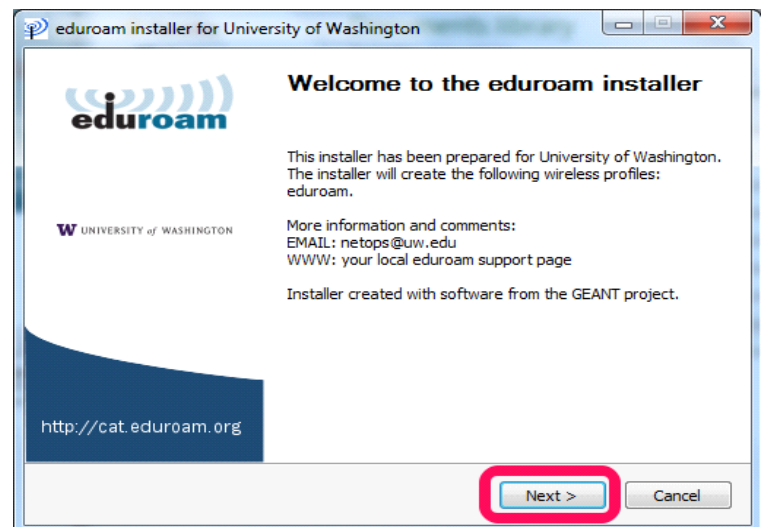 eduroam installer for University of Washington
eduroam
Welcome to the eduroam installer
This installer has been prepared for University of Washington.
The installer will create the following wireless profiles:
eduroam.
W UNIVERSITY of WASHINGTON
More information and comments:
EMAIL: netops@uw.edu
WWW: your local eduroam support page
Installer created with software from the GEANT project.
http://cat.eduroam.org
Next >
Cancel